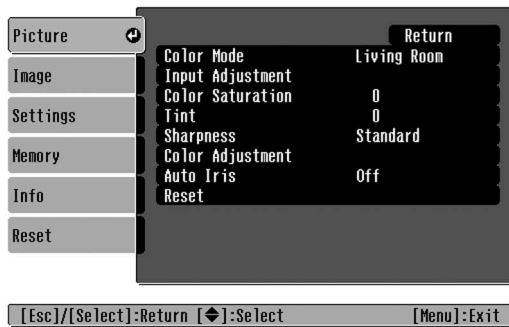 Picture
Image
Settings
Memory
Info
Reset
Return
Color Mode Living Room
Input Adjustment
Color Saturation 0
Tint 0
Sharpness Standard
Color Adjustment
Auto Iris Off
Reset
[Esc]/[Select]:Return [◆]:Select [Menu]:Exit